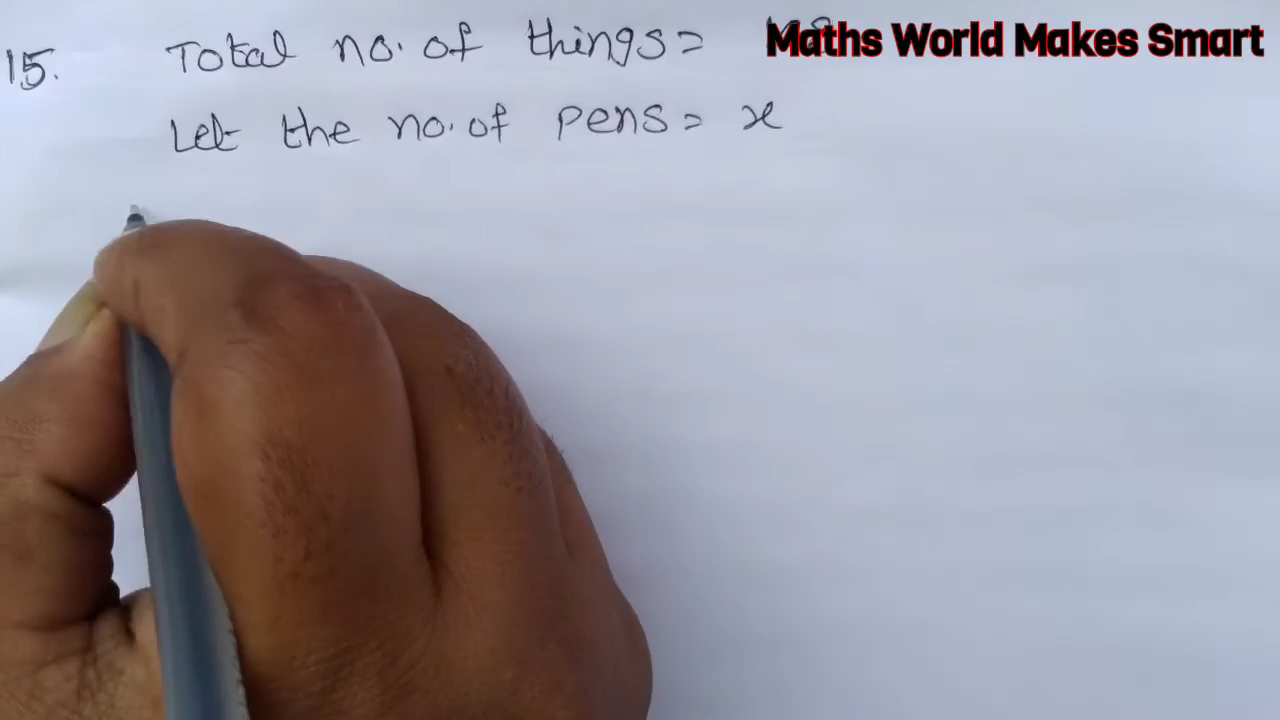 Maths World Makes Smart
15. Total no. of things =
Let the no. of pens = x